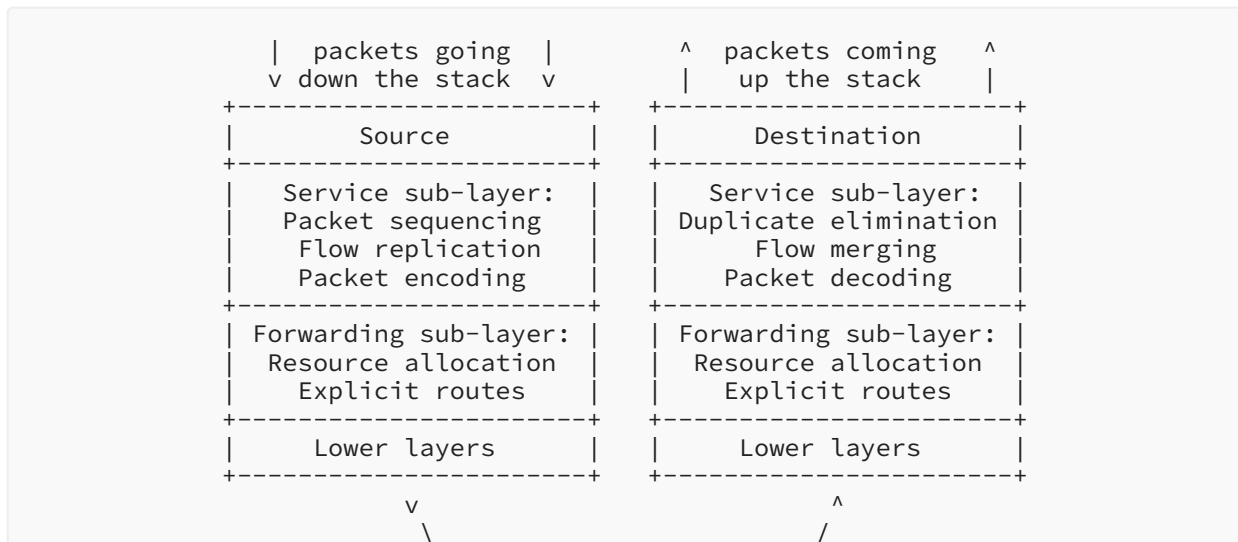 |  packets going  |        ^  packets coming   ^
v down the stack  v        |   up the stack    |
+-----------------------+   +-----------------------+
|        Source         |   |      Destination      |
+-----------------------+   +-----------------------+
|   Service sub-layer:  |   |   Service sub-layer:  |
|   Packet sequencing   |   | Duplicate elimination |
|    Flow replication   |   |      Flow merging     |
|    Packet encoding    |   |    Packet decoding    |
+-----------------------+   +-----------------------+
| Forwarding sub-layer: |   | Forwarding sub-layer: |
|  Resource allocation  |   |  Resource allocation  |
|    Explicit routes    |   |    Explicit routes    |
+-----------------------+   +-----------------------+
|     Lower layers      |   |     Lower layers      |
+-----------------------+   +-----------------------+
v                           ^
\                         /